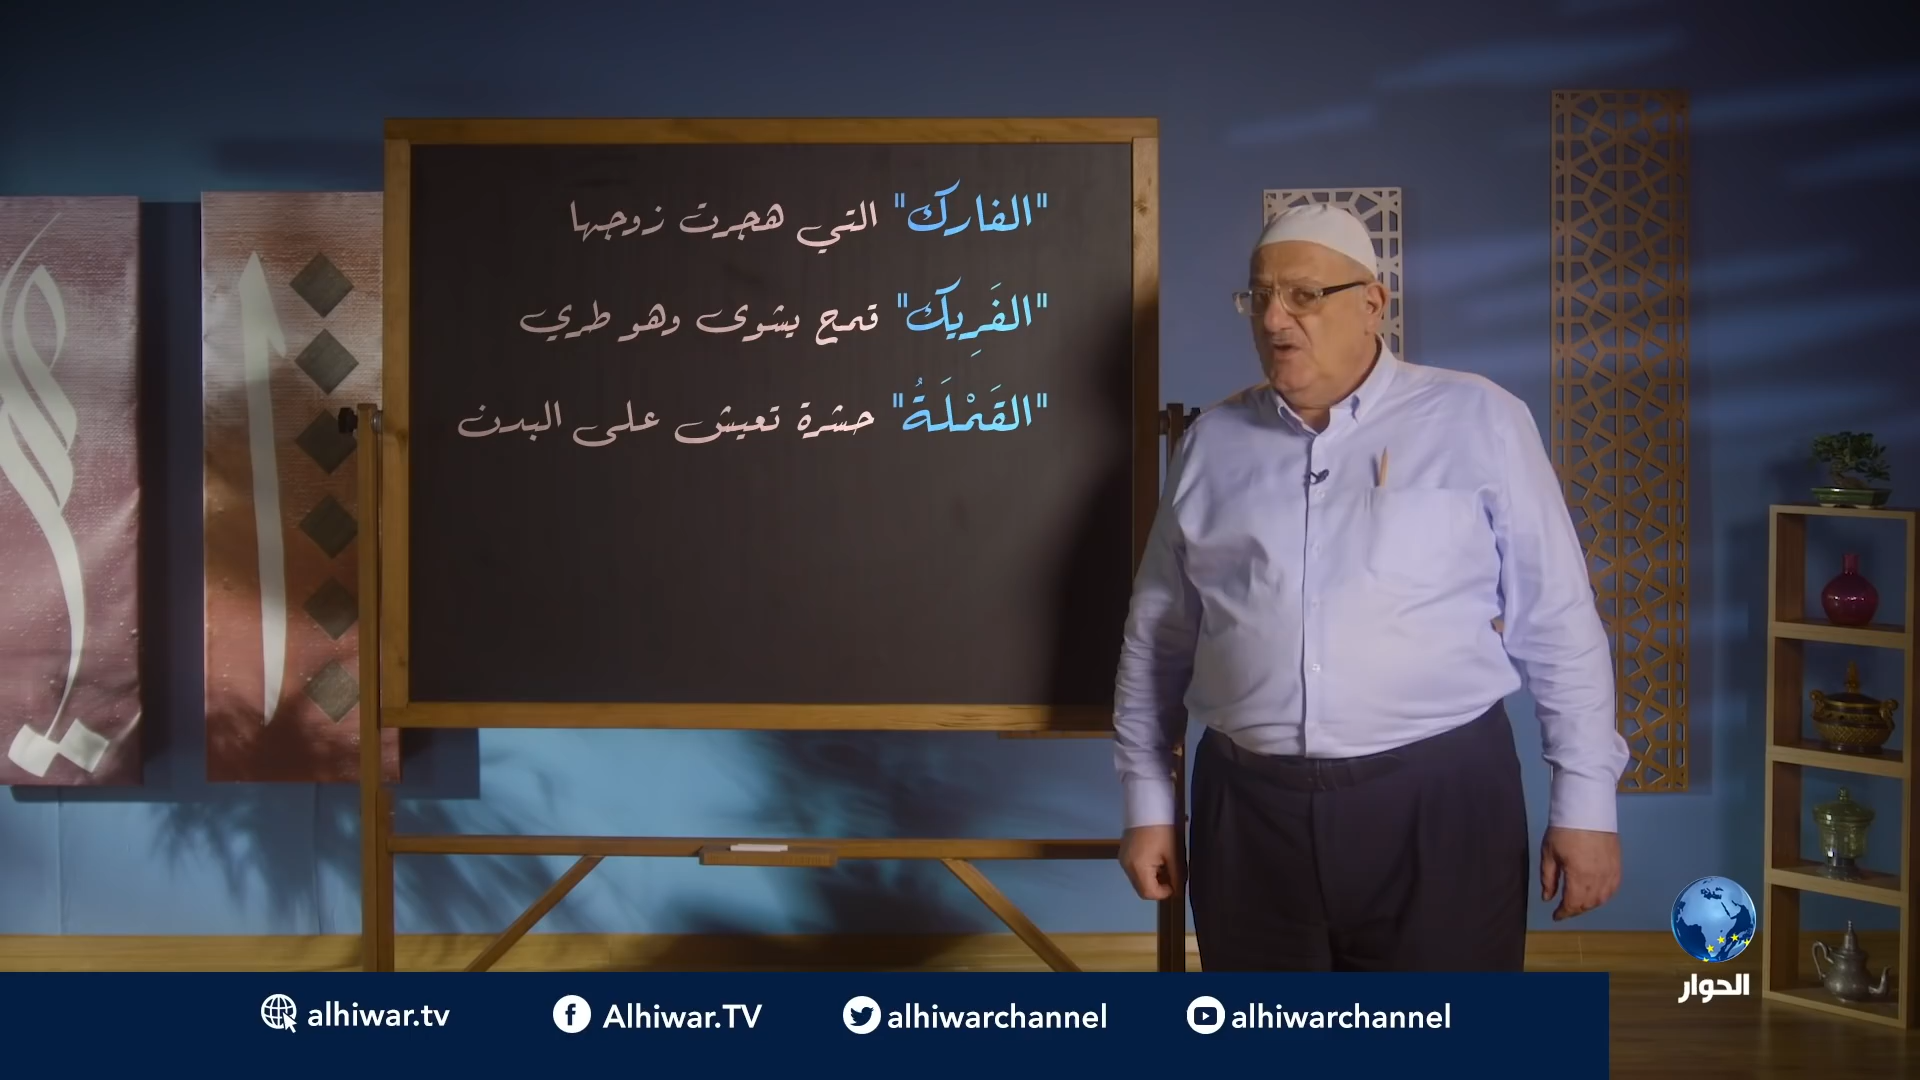 "الفارك" التي هجرت زوجها
"الفَرِيك" قمح يشوى وهو طري
"القَمْلَةُ" حشرة تعيش على البدن
الحوار
alhiwar.tv
Alhiwar.TV
alhiwarchannel
alhiwarchannel